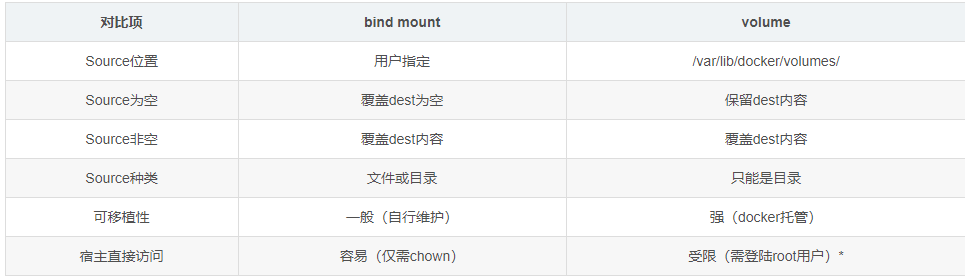 对比项 bind mount volume
Source位置 用户指定 /var/lib/docker/volumes/
Source为空 覆盖dest为空 保留dest内容
Source非空 覆盖dest内容 覆盖dest内容
Source种类 文件或目录 只能是目录
可移植性 一般（自行维护） 强（docker托管）
宿主直接访问 容易（仅需chown） 受限（需登陆root用户）*